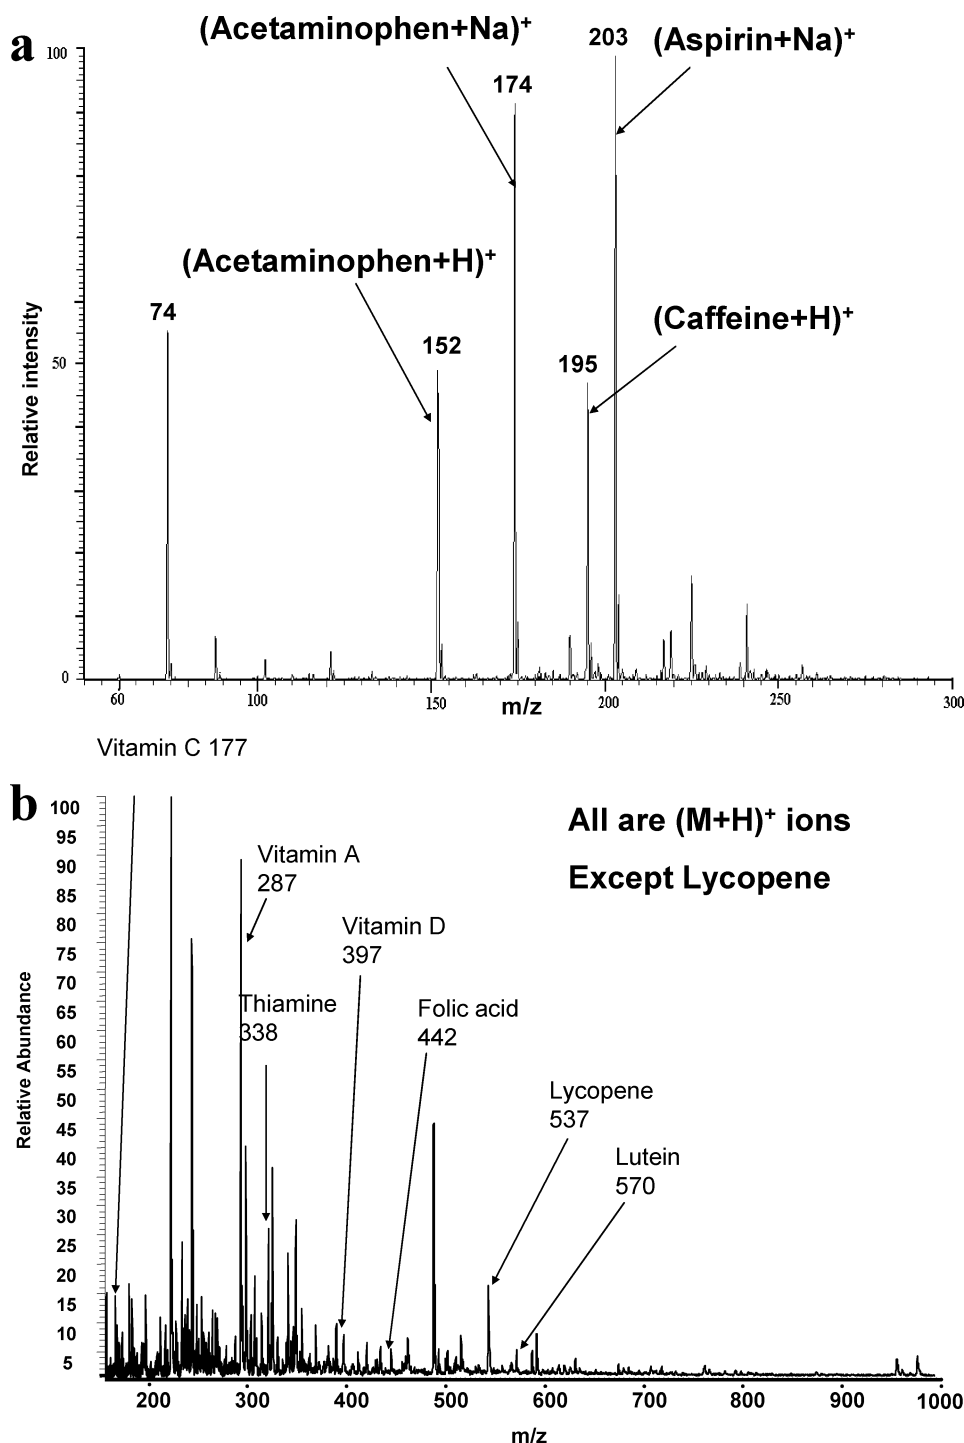 a
(Acetaminophen+Na)+
203
(Aspirin+Na)+
100
174
(Acetaminophen+H)+
74
(Caffeine+H)+
152
195
50
Relative intensity
0
60
100
150
m/z
200
250
300
Vitamin C 177
b
100
95
90
85
80
75
70
65
60
55
50
45
40
35
30
25
20
15
10
5
Relative Abundance
All are (M+H)+ ions
Except Lycopene
Vitamin A
287
Vitamin D
397
Thiamine
338
Folic acid
442
Lycopene
537
Lutein
570
200
300
400
500
600
700
800
900
1000
m/z